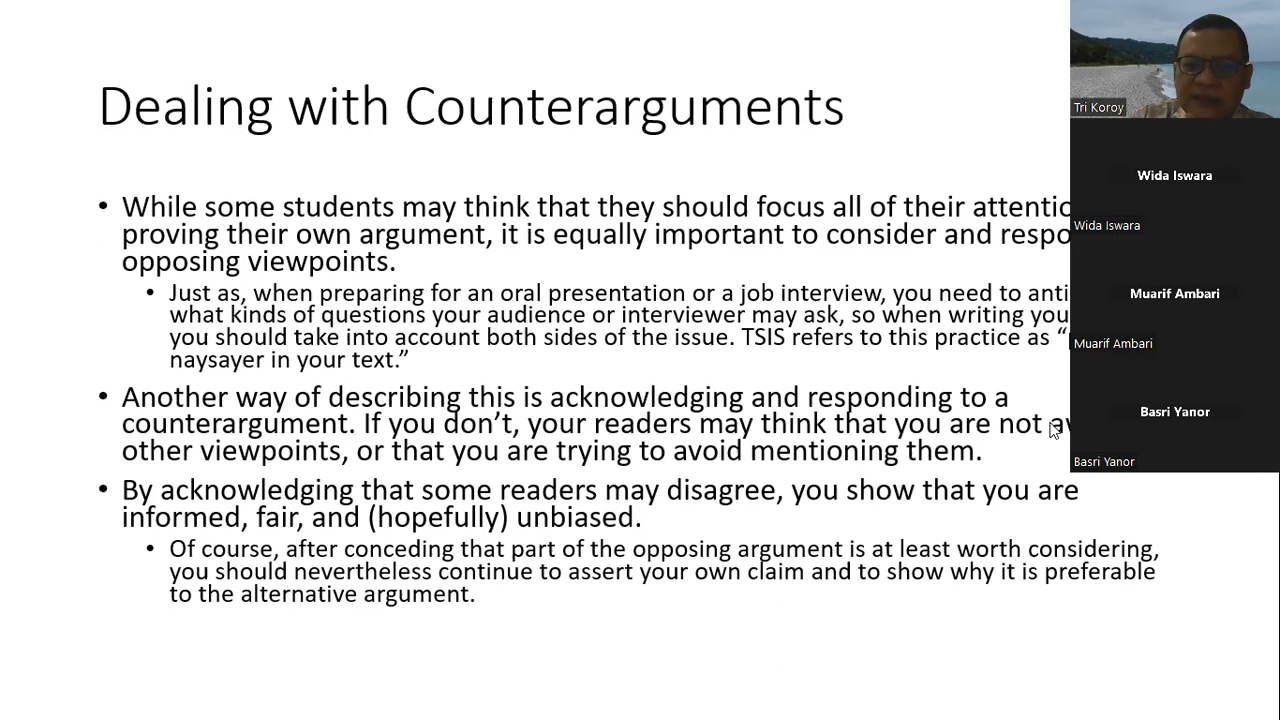 Dealing with Counterarguments
• While some students may think that they should focus all of their
proving their own argument, it is equally important to consider and
opposing viewpoints.
• Just as, when preparing for an oral presentation or a job interview, you need to
what kinds of questions your audience or interviewer may ask, so when writing
you should take into account both sides of the issue. TSIS refers to this practice as “
naysayer in your text.”
• Another way of describing this is acknowledging and responding to a
counterargument. If you don’t, your readers may think that you are not
other viewpoints, or that you are trying to avoid mentioning them.
• By acknowledging that some readers may disagree, you show that you are
informed, fair, and (hopefully) unbiased.
• Of course, after conceding that part of the opposing argument is at least worth considering,
you should nevertheless continue to assert your own claim and to show why it is preferable
to the alternative argument.
Tri Koroy
Wida Iswara
Wida Iswara
Muarif Ambari
Muarif Ambari
Basri Yanor
Basri Yanor